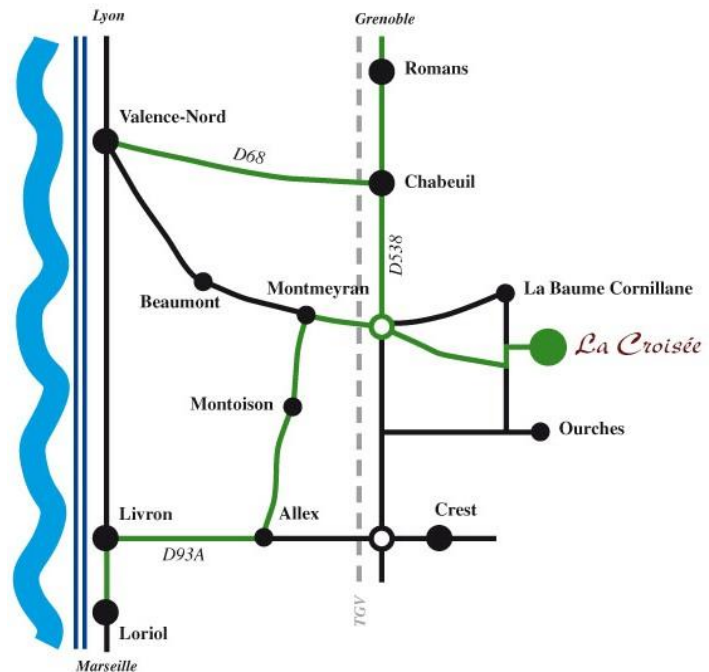 Lyon
Grenoble
Romans
Valence-Nord
D68
Chabeuil
D538
Montmeyran
La Baume Cornillane
Beaumont
La Croisée
Montoison
Ourches
Livron
Allex
Crest
D93A
TGV
Loriol
Marseille